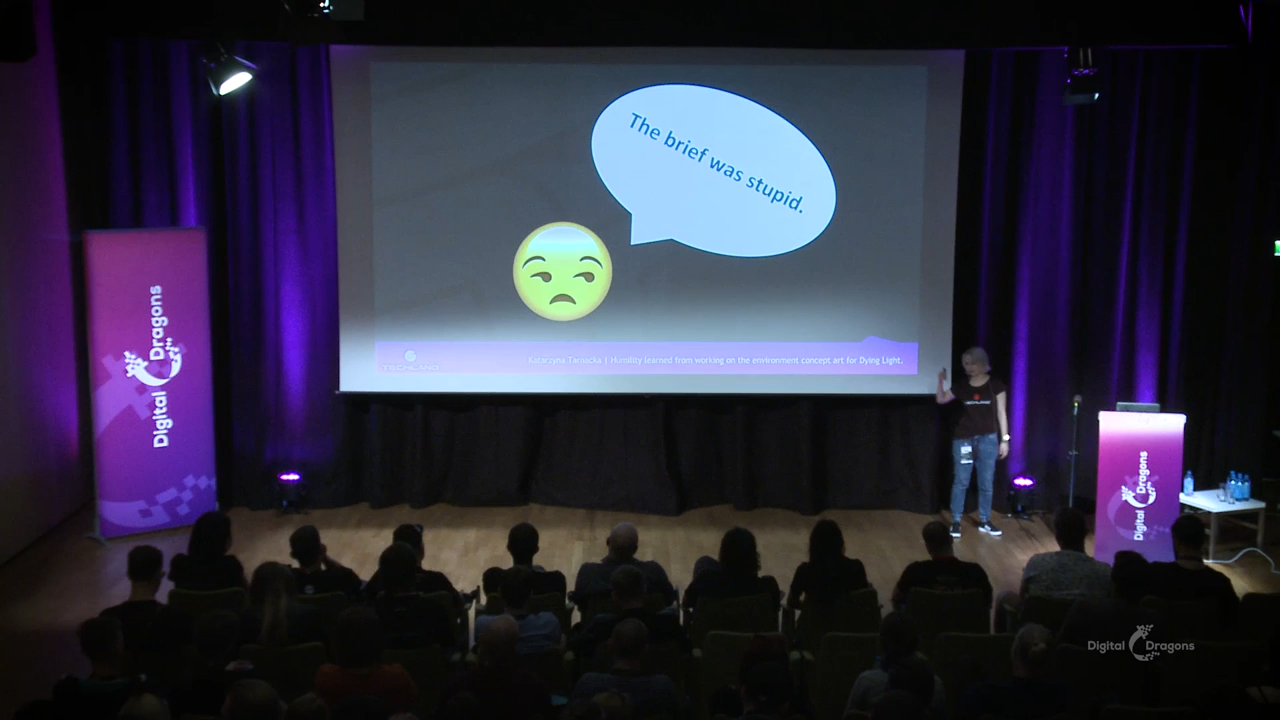 The brief was stupid.
TECHLAND
Katarzyna Tarnacka | Humility learned from working on the environment concept art for Dying Light.
Digital Dragons
Digital Dragons
Digital Dragons